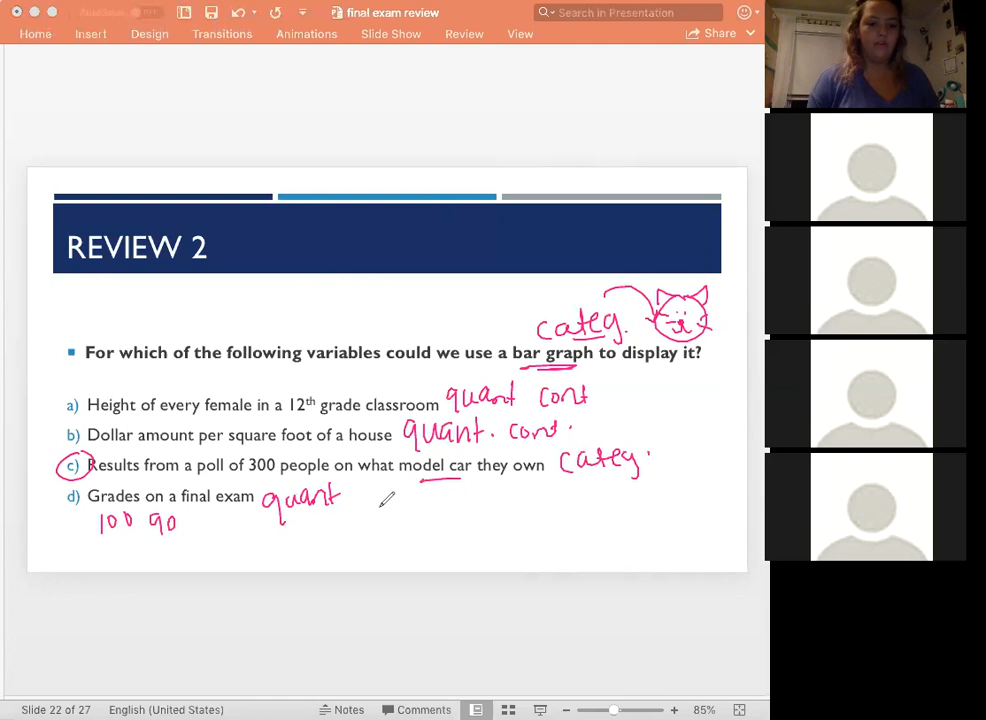 final exam review
Search in Presentation
Home Insert Design Transitions Animations Slide Show Review View Share
REVIEW 2
categ.
For which of the following variables could we use a bar graph to display it?
a) Height of every female in a 12th grade classroom quant cont
b) Dollar amount per square foot of a house quant. cont.
c) Results from a poll of 300 people on what model car they own categ.
d) Grades on a final exam quant
100 90
Slide 22 of 27 English (United States) Notes Comments 85%